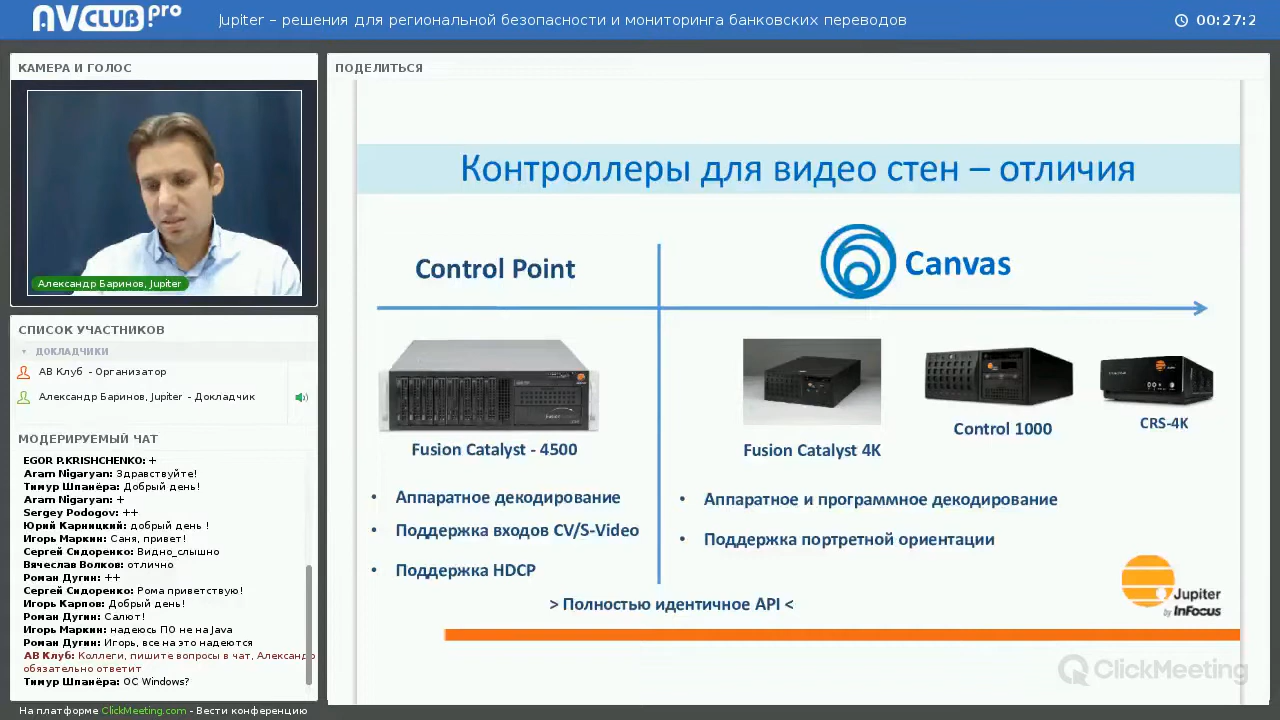 AVCLUB.pro
Jupiter – решения для региональной безопасности и мониторинга банковских переводов
00:27:2
КАМЕРА И ГОЛОС
Александр Баринов, Jupiter
СПИСОК УЧАСТНИКОВ
ДОКЛАДЧИКИ
АВ Клуб - Организатор
Александр Баринов, Jupiter - Докладчик
МОДЕРИРУЕМЫЙ ЧАТ
EGOR P.KRISHCHENKO: +
Aram Nigaryan: Здравствуйте!
Тимур Шпанёра: Добрый день!
Aram Nigaryan: +
Sergey Podogov: ++
Юрий Карницкий: добрый день !
Игорь Маркин: Саня, привет!
Сергей Сидоренко: Видно_слышно
Вячеслав Волков: отлично
Роман Дугин: ++
Сергей Сидоренко: Рома приветствую!
Игорь Карпов: Добрый день!
Роман Дугин: Салют!
Игорь Маркин: надеюсь ПО не на Java
Роман Дугин: Игорь, все на это надеются
АВ Клуб: Коллеги, пишите вопросы в чат, Александр
обязательно ответит
Тимур Шпанёра: ОС Windows?
На платформе ClickMeeting.com - Вести конференцию
ПОДЕЛИТЬСЯ
Контроллеры для видео стен – отличия
Control Point
Canvas
Fusion Catalyst - 4500
Fusion Catalyst 4K
Control 1000
CRS-4K
• Аппаратное декодирование
• Поддержка входов CV/S-Video
• Поддержка HDCP
• Аппаратное и программное декодирование
• Поддержка портретной ориентации
> Полностью идентичное API <
Jupiter
by InFocus
ClickMeeting